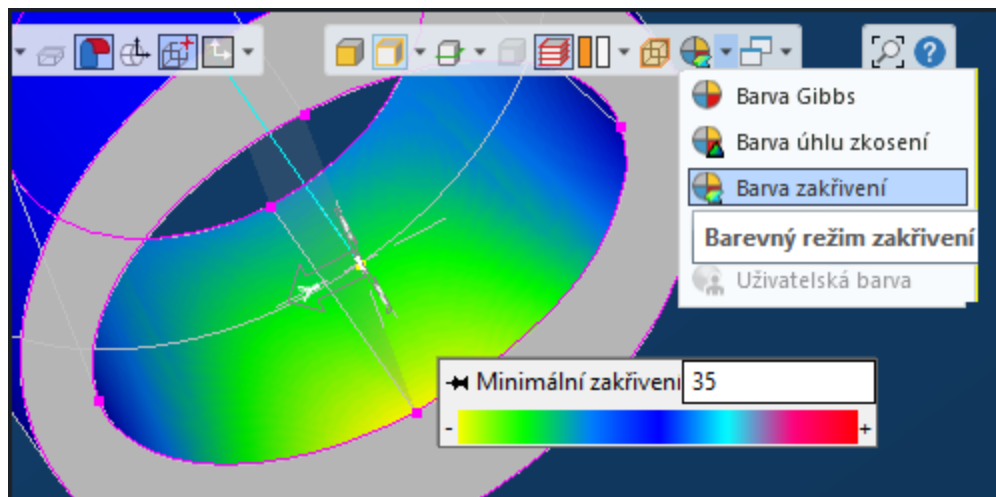 ?
Barva Gibbs
Barva úhlu zkosení
Barva zakřivení
Barevný režim zakřivení
Uživatelská barva
Minimální zakřivení 35
- +